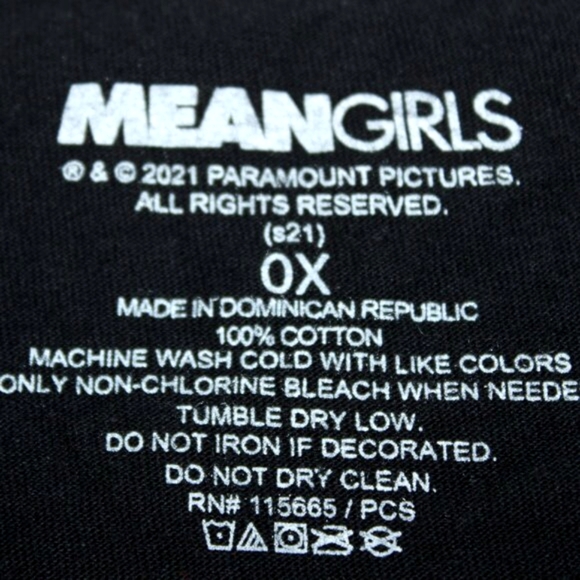 MEANGIRLS
® & © 2021 PARAMOUNT PICTURES.
ALL RIGHTS RESERVED.
(s21)
0X
MADE IN DOMINICAN REPUBLIC
100% COTTON
MACHINE WASH COLD WITH LIKE COLORS
ONLY NON-CHLORINE BLEACH WHEN NEEDE
TUMBLE DRY LOW.
DO NOT IRON IF DECORATED.
DO NOT DRY CLEAN.
RN# 115665 / PCS